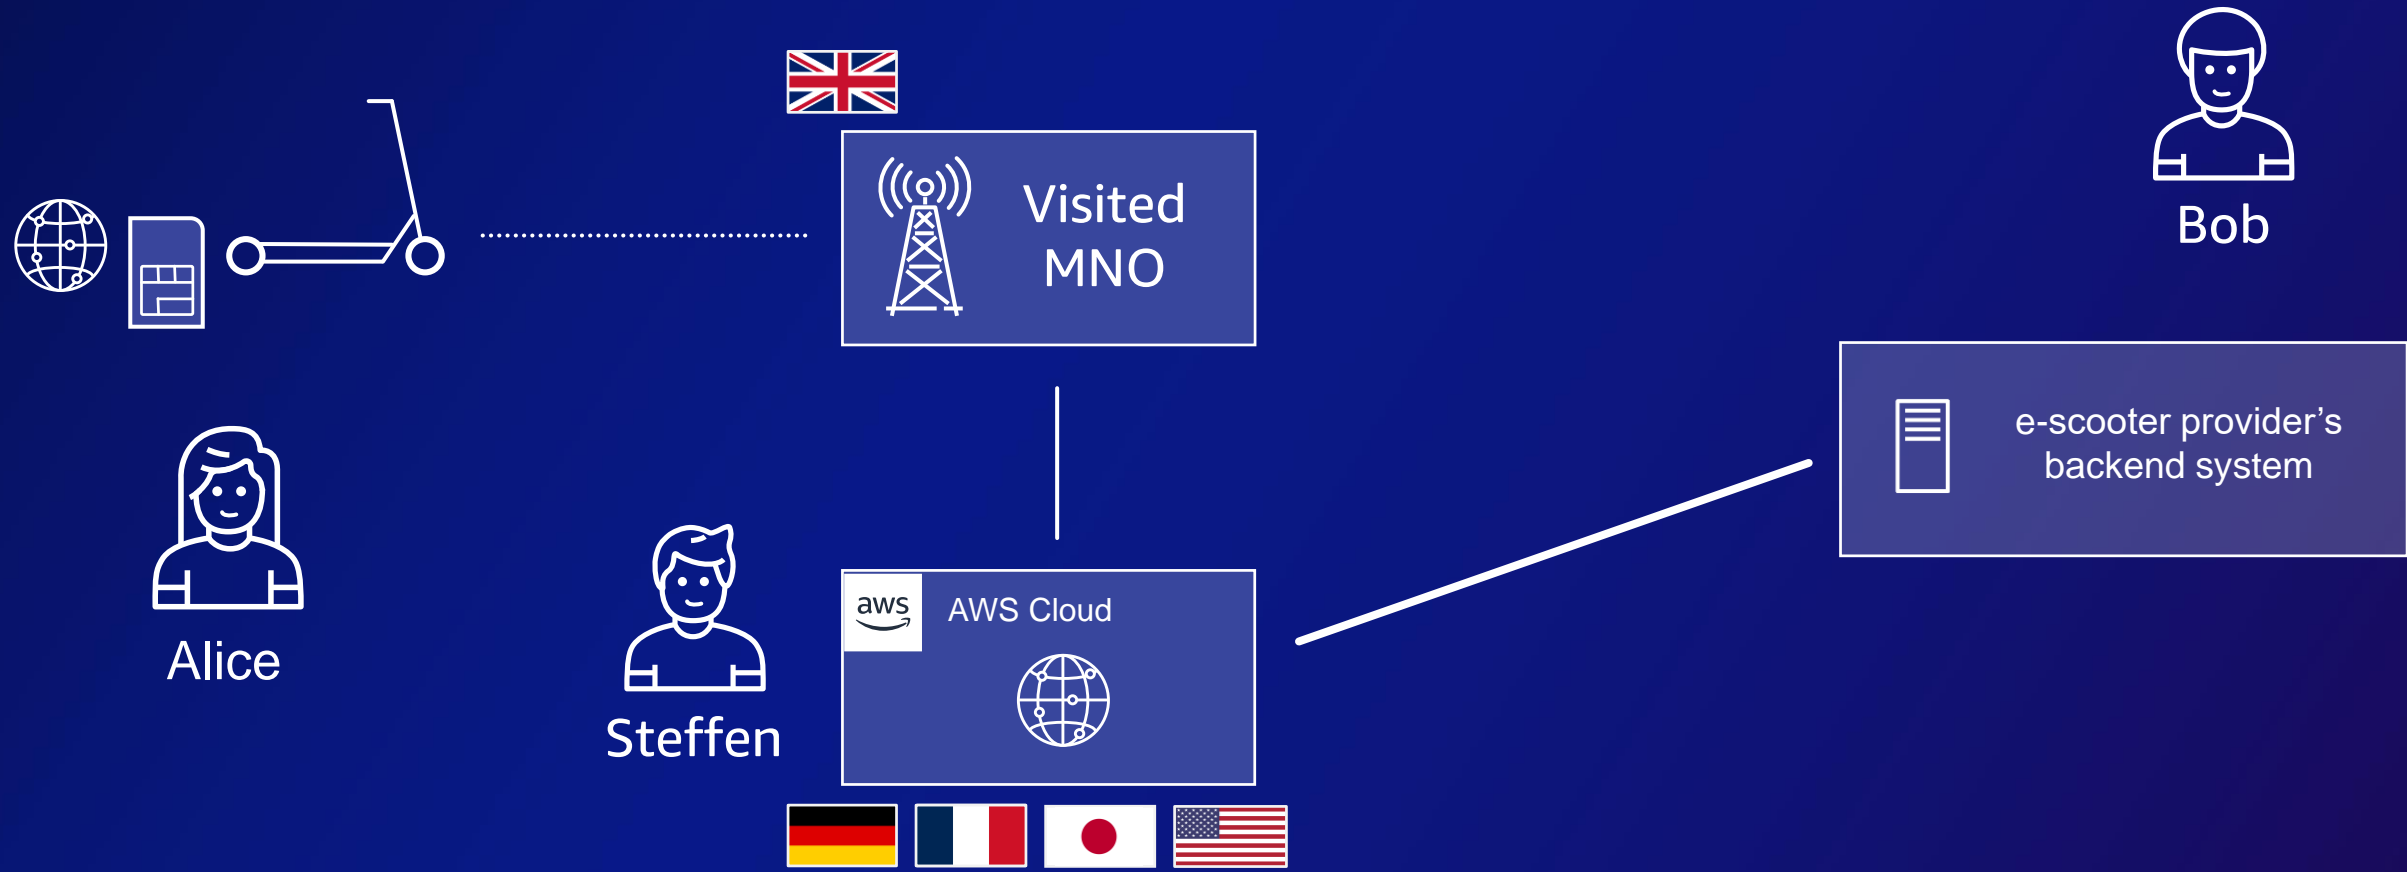 Visited
MNO
Bob
e-scooter provider’s
backend system
Alice
Steffen
aws
AWS Cloud